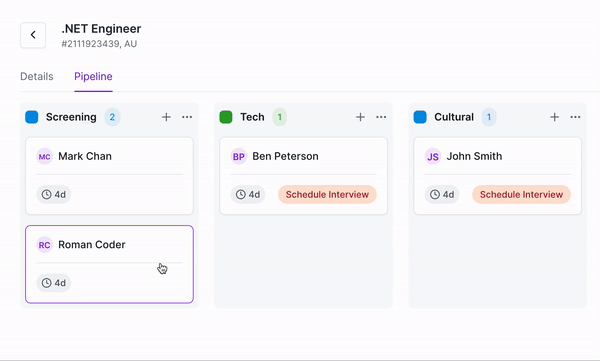 .NET Engineer
#2111923439, AU
Details Pipeline
Screening 2
MC Mark Chan
4d
RC Roman Coder
4d
Tech 1
BP Ben Peterson
4d Schedule Interview
Cultural 1
JS John Smith
4d Schedule Interview